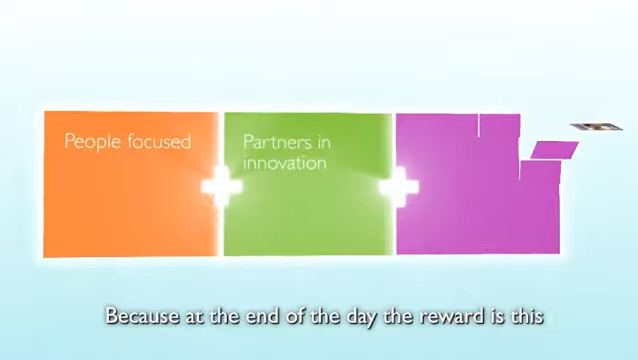 People focused
Partners in
innovation
Because at the end of the day the reward is this